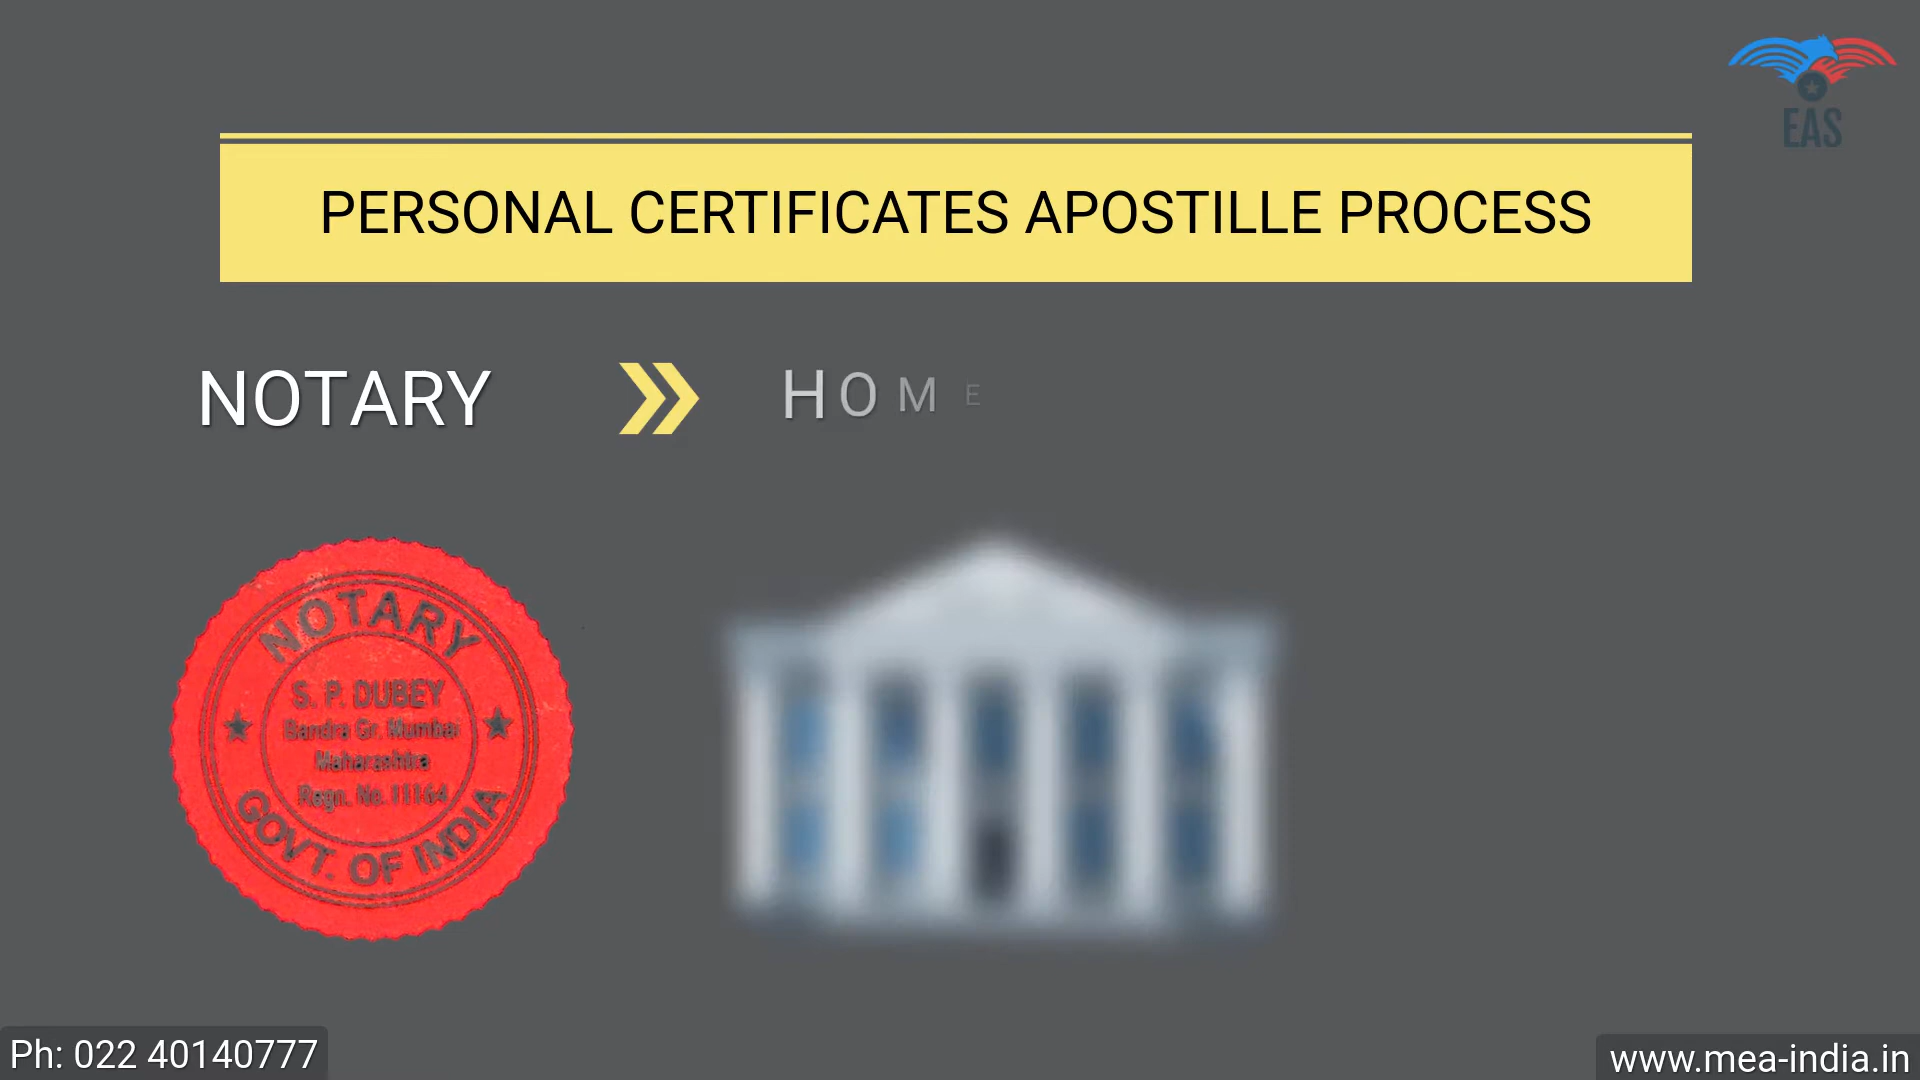 EAS
PERSONAL CERTIFICATES APOSTILLE PROCESS
NOTARY
HOME
NOTARY
S. P. DUBEY
Bandra Gr. Mumbai
Maharashtra
Regn. No. 11164
GOVT. OF INDIA
Ph: 022 40140777
www.mea-india.in